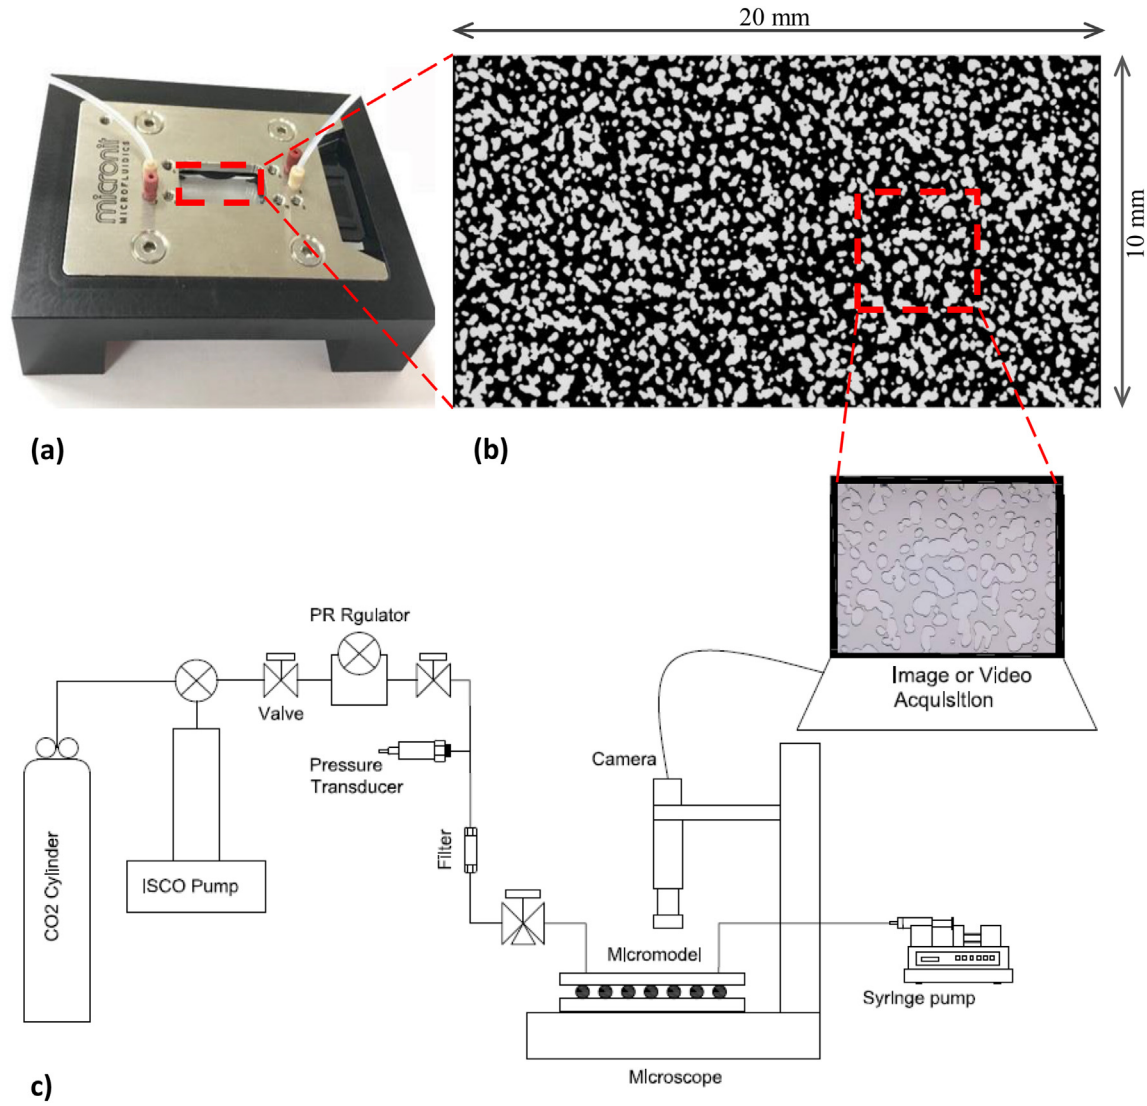 20 mm
10 mm
micronit
MICROFLUIDICS
(a)
(b)
PR Rgulator
Valve
Pressure
Transducer
Filter
CO2 Cylinder
ISCO Pump
Camera
Image or Video
Acquisition
Micromodel
Syringe pump
Microscope
c)